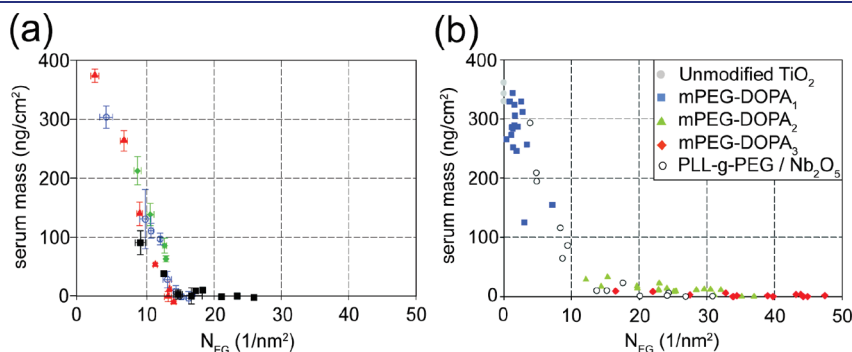 (a)
400
300
200
100
0
0
10
20
30
40
50
serum mass (ng/cm²)
N_EG (1/nm²)
(b)
400
300
200
100
0
0
10
20
30
40
50
serum mass (ng/cm²)
N_EG (1/nm²)
Unmodified TiO₂
mPEG-DOPA₁
mPEG-DOPA₂
mPEG-DOPA₃
PLL-g-PEG / Nb₂O₅